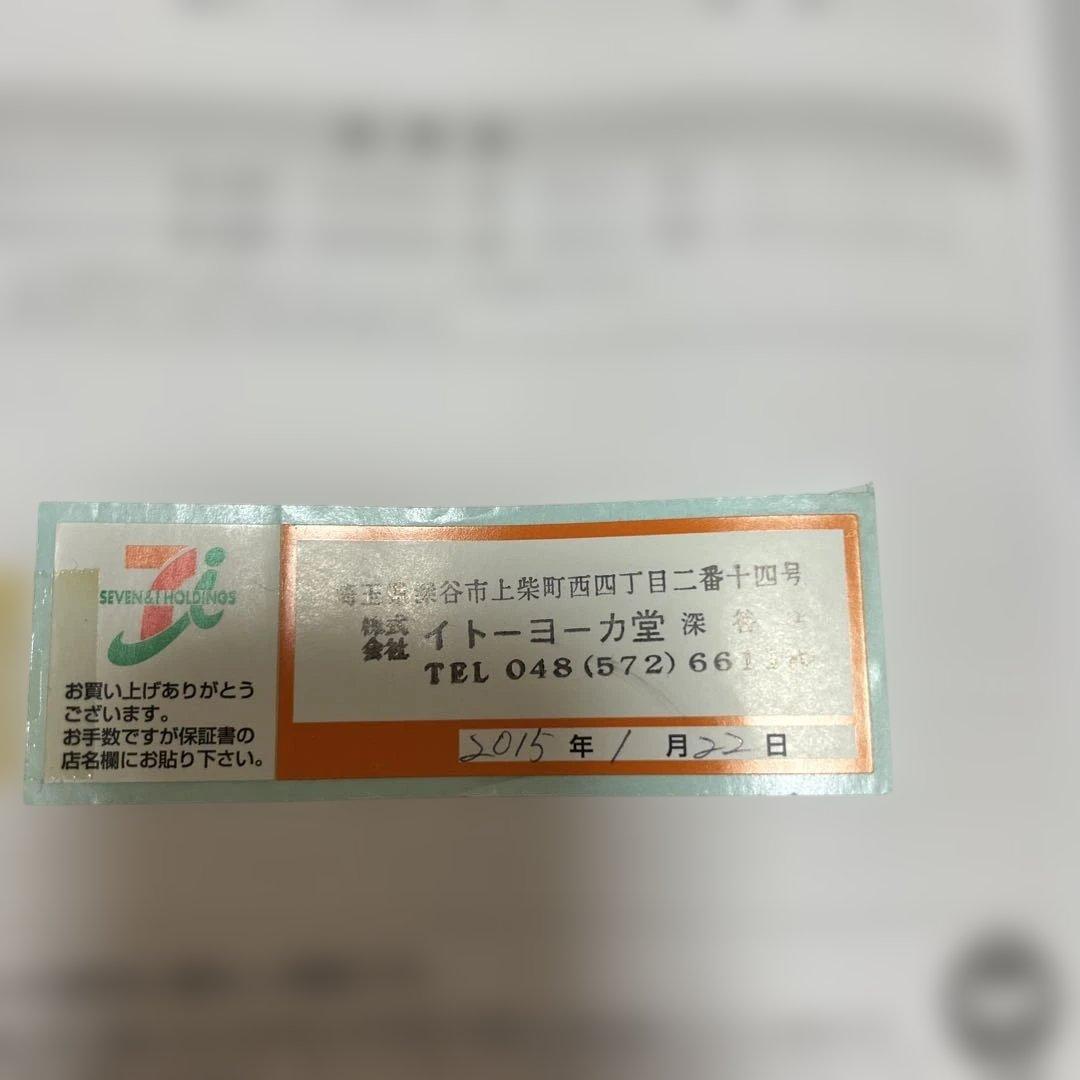 SEVEN&i HOLDINGS
お買い上げありがとう
ございます。
お手数ですが保証書の
店名欄にお貼り下さい。
埼玉県深谷市上柴町西四丁目二番十四号
株式会社 イトーヨーカ堂 深谷
TEL 048(572)661
2015年1月22日